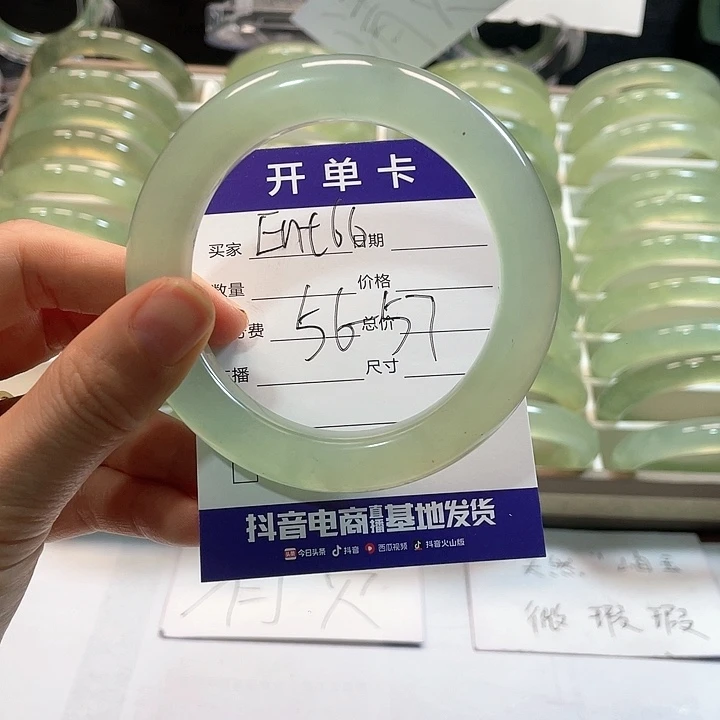 开单卡
买家 Ent66 日期
数量 价格
费 56-57 总价
播 尺寸
抖音电商直播基地发货
头条 今日头条 抖音 西瓜视频 抖音火山版
微瑕瑕